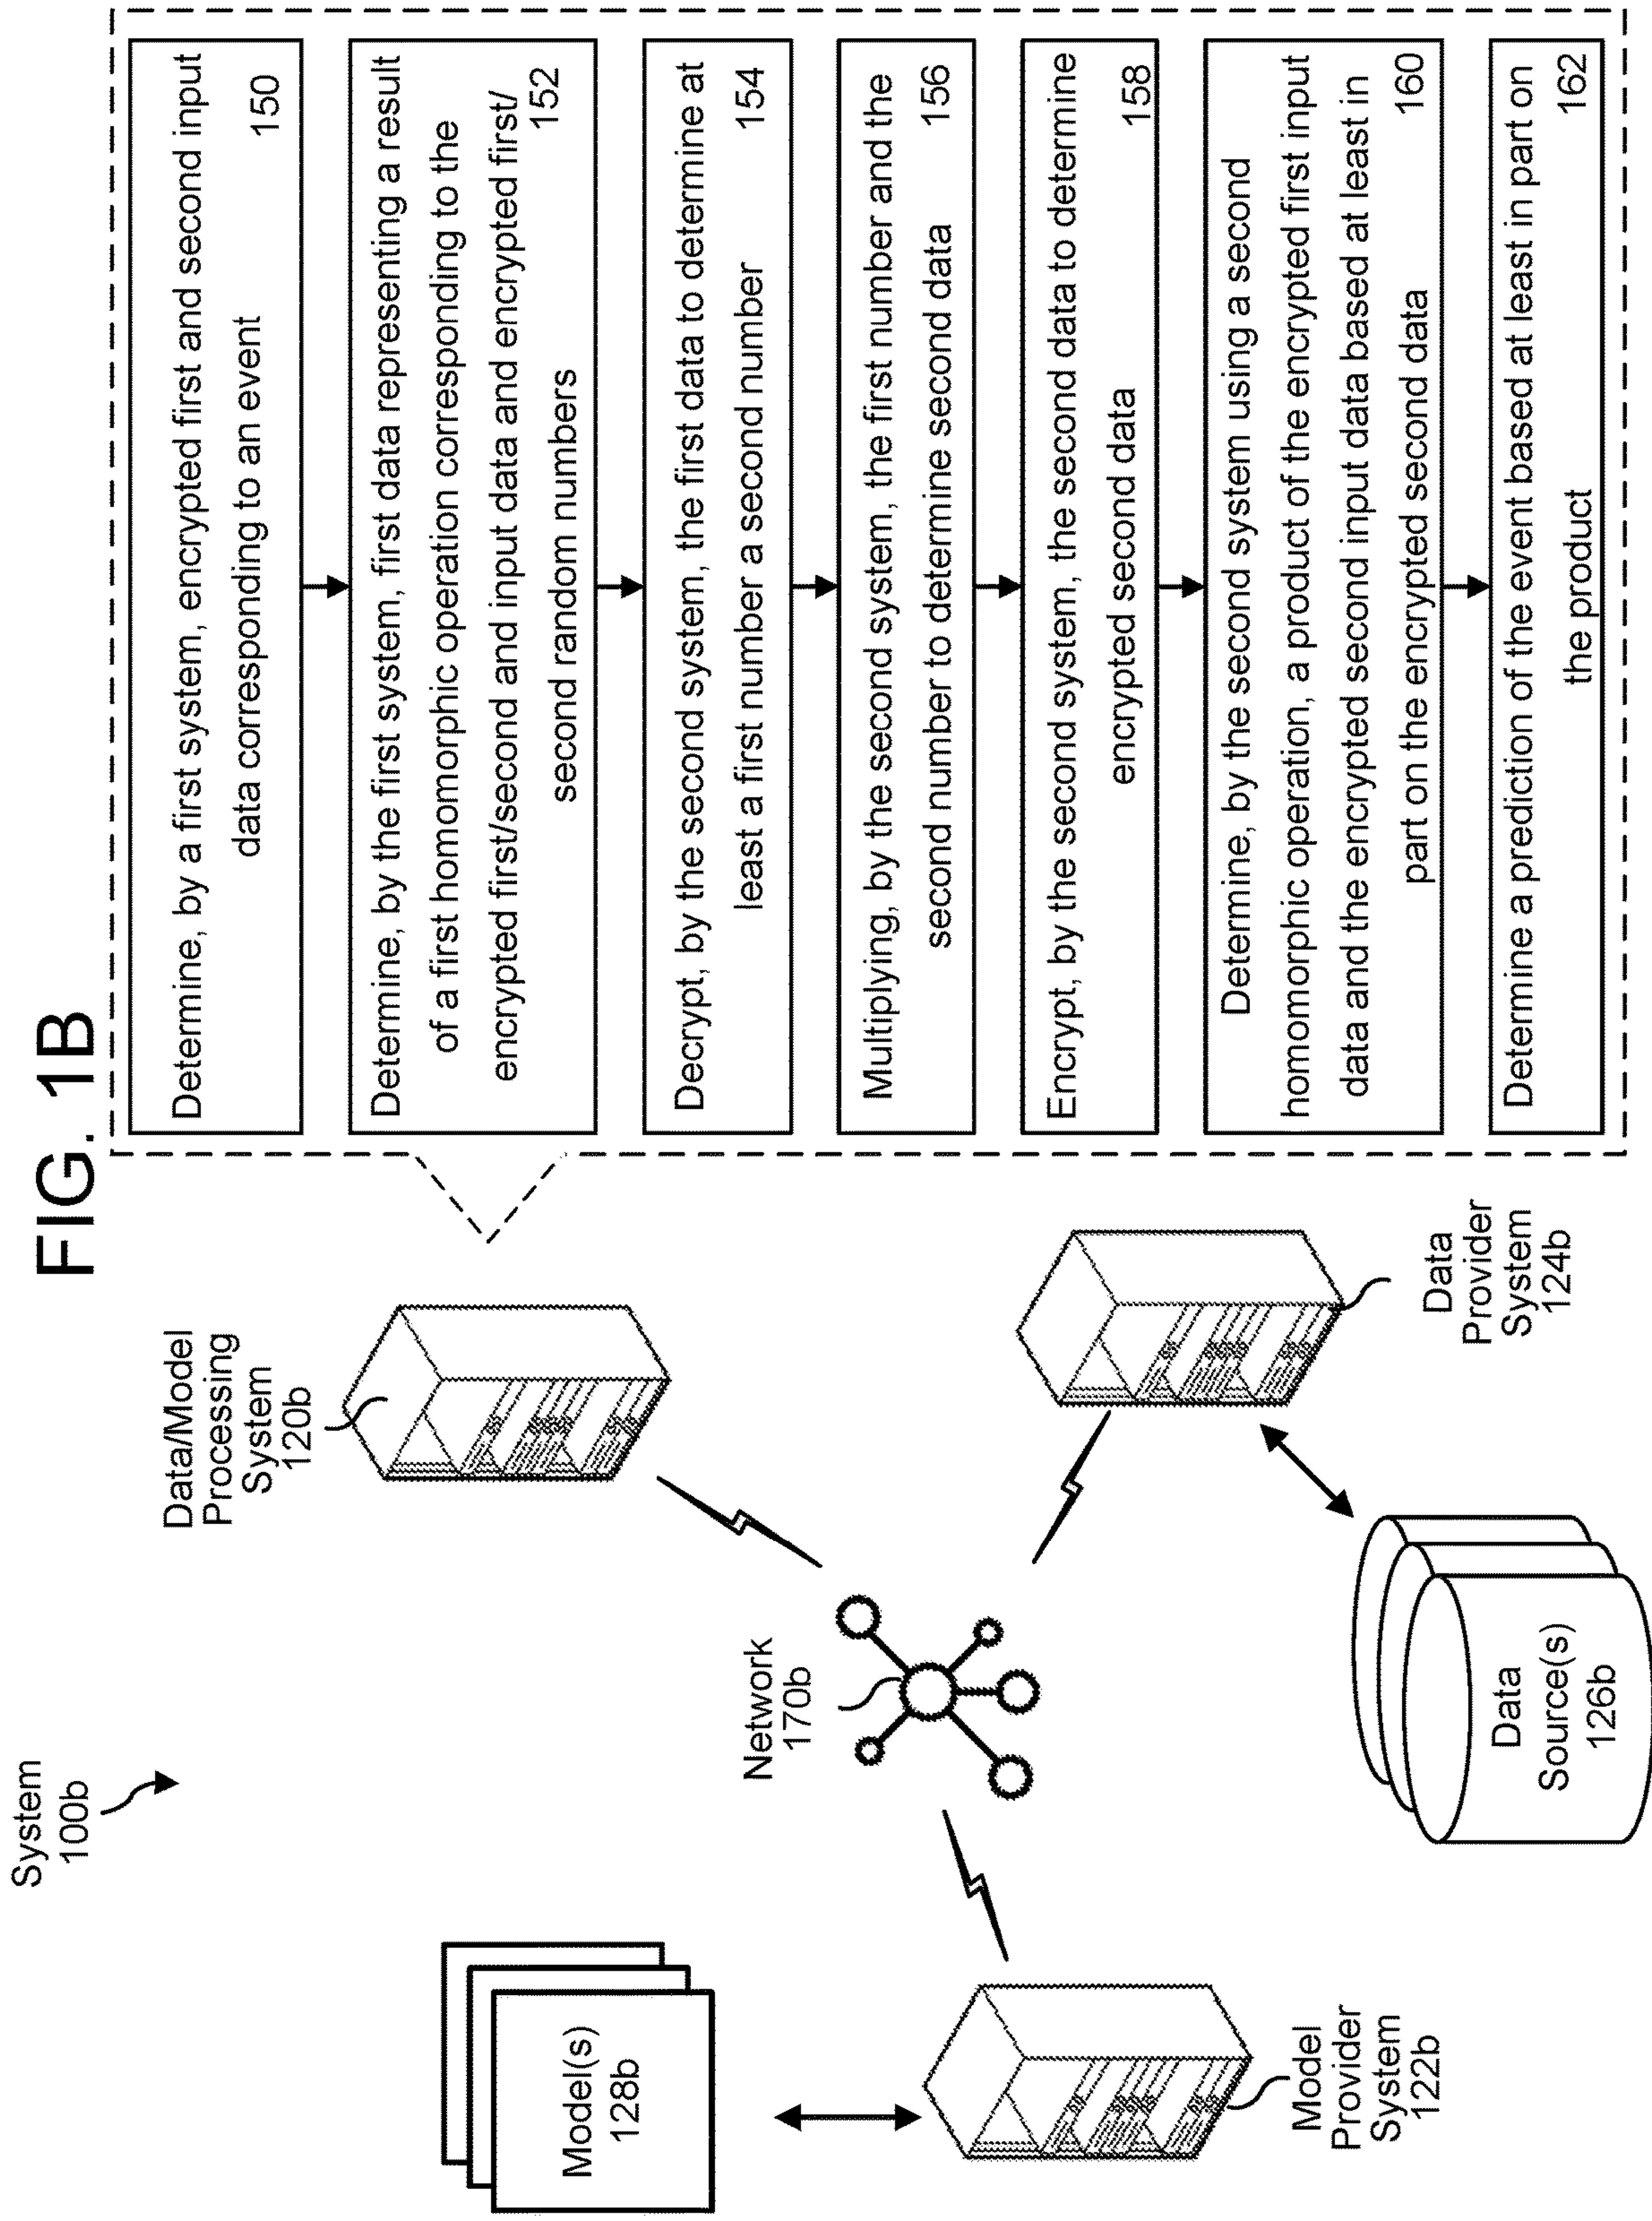 FIG. 1B
System
100b
Model(s)
128b
Model
Provider
System
122b
Network
170b
Data/Model
Processing
System
120b
Data
Provider
System
124b
Data
Source(s)
126b
Determine, by a first system, encrypted first and second input
data corresponding to an event
150
Determine, by the first system, first data representing a result
of a first homomorphic operation corresponding to the
encrypted first/second and input data and encrypted first/
second random numbers
152
Decrypt, by the second system, the first data to determine at
least a first number a second number
154
Multiplying, by the second system, the first number and the
second number to determine second data
156
Encrypt, by the second system, the second data to determine
encrypted second data
158
Determine, by the second system using a second
homomorphic operation, a product of the encrypted first input
data and the encrypted second input data based at least in
part on the encrypted second data
160
Determine a prediction of the event based at least in part on
the product
162